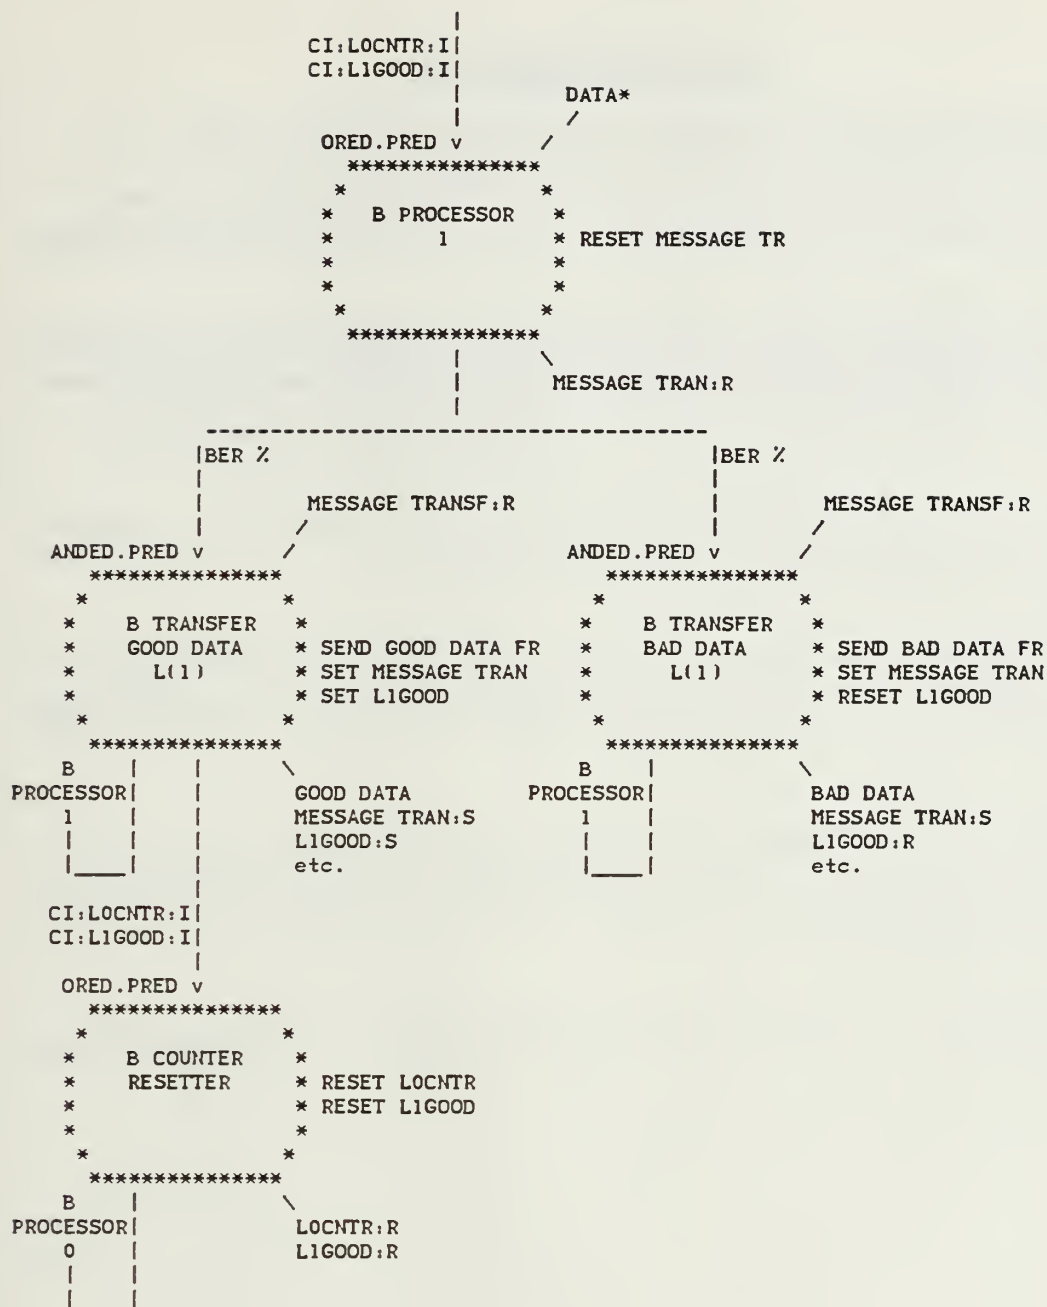 CI:LOCNTR:I
CI:L1GOOD:I
DATA*
ORED.PRED v
B PROCESSOR
1
RESET MESSAGE TR
MESSAGE TRAN:R
BER %
BER %
MESSAGE TRANSF:R
MESSAGE TRANSF:R
ANDED.PRED v
ANDED.PRED v
B TRANSFER
GOOD DATA
L(1)
SEND GOOD DATA FR
SET MESSAGE TRAN
SET L1GOOD
B TRANSFER
BAD DATA
L(1)
SEND BAD DATA FR
SET MESSAGE TRAN
RESET L1GOOD
B
PROCESSOR
1
GOOD DATA
MESSAGE TRAN:S
L1GOOD:S
etc.
B
PROCESSOR
1
BAD DATA
MESSAGE TRAN:S
L1GOOD:R
etc.
CI:LOCNTR:I
CI:L1GOOD:I
ORED.PRED v
B COUNTER
RESETTER
RESET LOCNTR
RESET L1GOOD
B
PROCESSOR
0
LOCNTR:R
L1GOOD:R